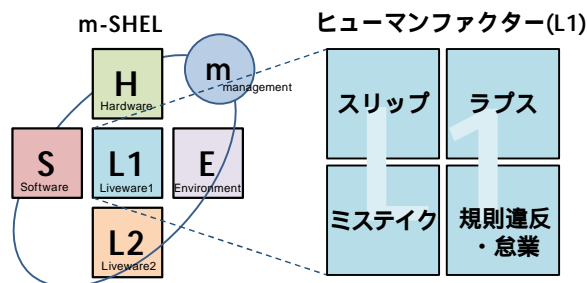 m-SHEL
H
Hardware
m
management
S
Software
L1
Liveware1
E
Environment
L2
Liveware2
ヒューマンファクター(L1)
スリップ
ラプス
L1
ミステイク
規則違反
・怠業